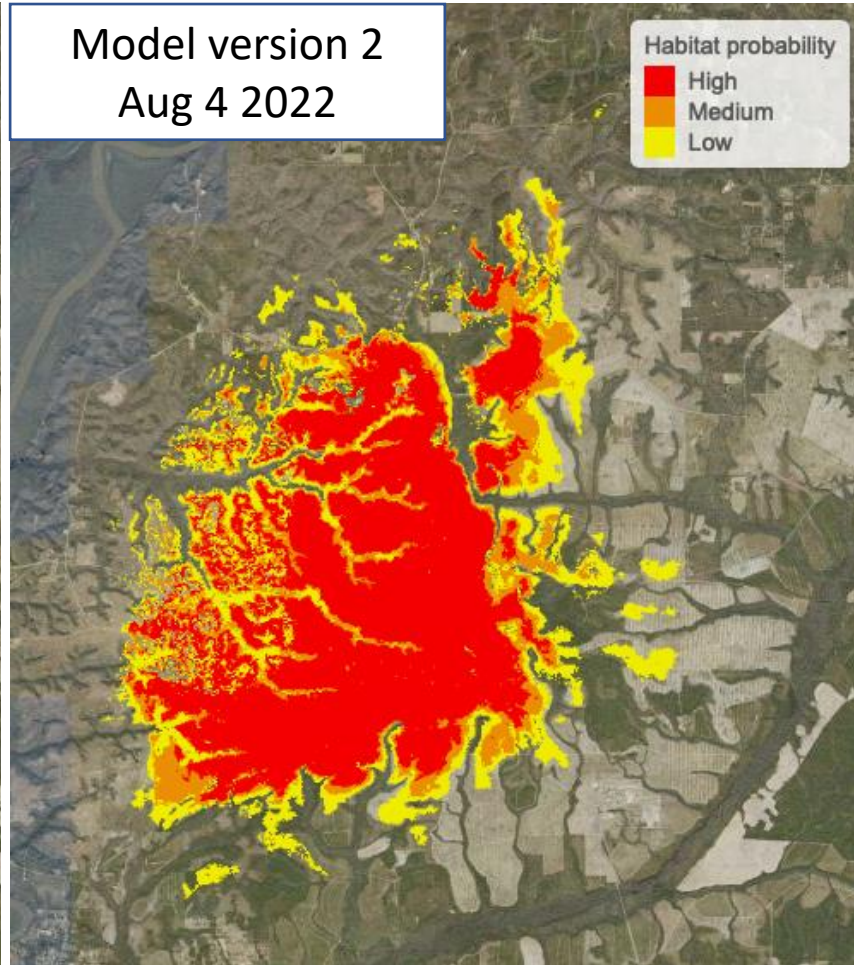 Model version 2
Aug 4 2022
Habitat probability
High
Medium
Low